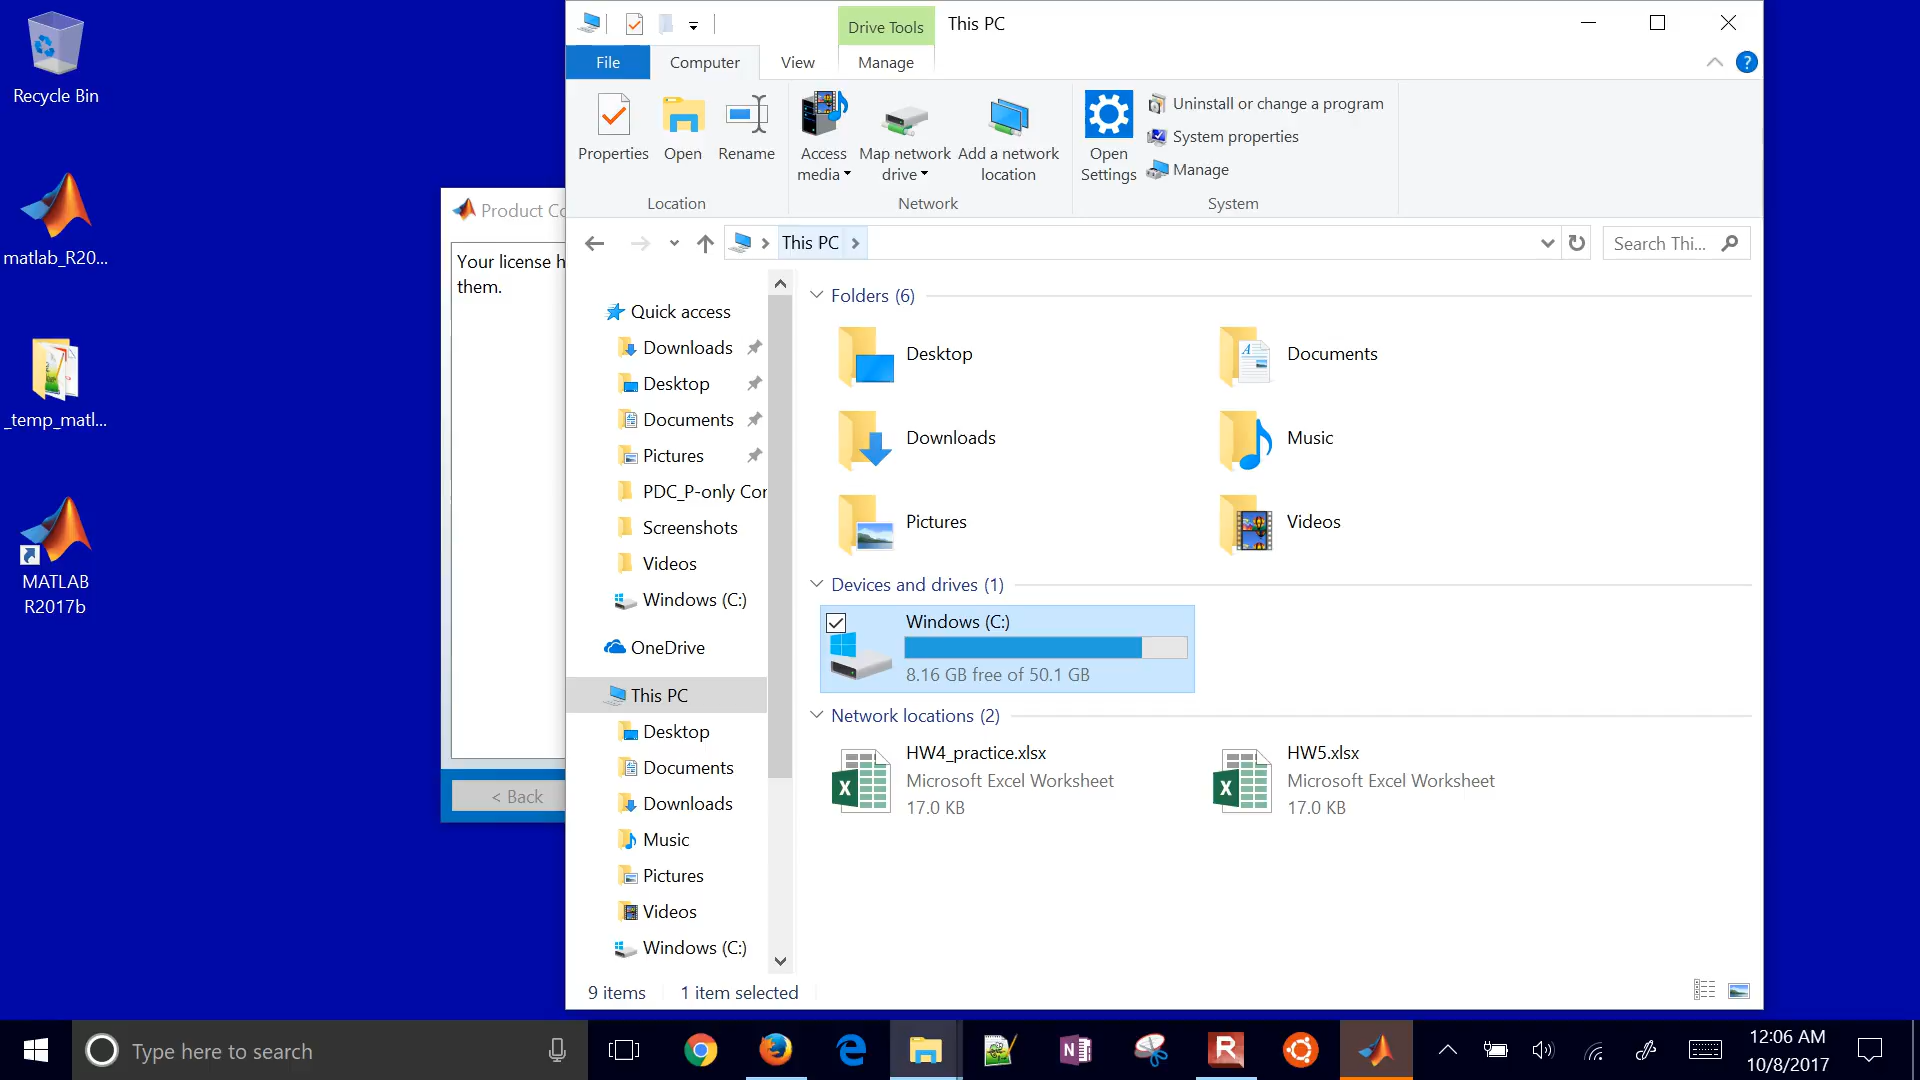 Recycle Bin
matlab_R20...
_temp_matl...
MATLAB
R2017b
Product Co
Your license h
them.
< Back
Drive Tools
This PC
File
Computer
View
Manage
Properties
Open
Rename
Access
media
Map network
drive
Add a network
location
Open
Settings
Uninstall or change a program
System properties
Manage
Location
Network
System
This PC
Search Thi...
Quick access
Downloads
Desktop
Documents
Pictures
PDC_P-only Cor
Screenshots
Videos
Windows (C:)
OneDrive
This PC
Desktop
Documents
Downloads
Music
Pictures
Videos
Windows (C:)
Folders (6)
Desktop
Documents
Downloads
Music
Pictures
Videos
Devices and drives (1)
Windows (C:)
8.16 GB free of 50.1 GB
Network locations (2)
HW4_practice.xlsx
Microsoft Excel Worksheet
17.0 KB
HW5.xlsx
Microsoft Excel Worksheet
17.0 KB
9 items
1 item selected
Type here to search
12:06 AM
10/8/2017